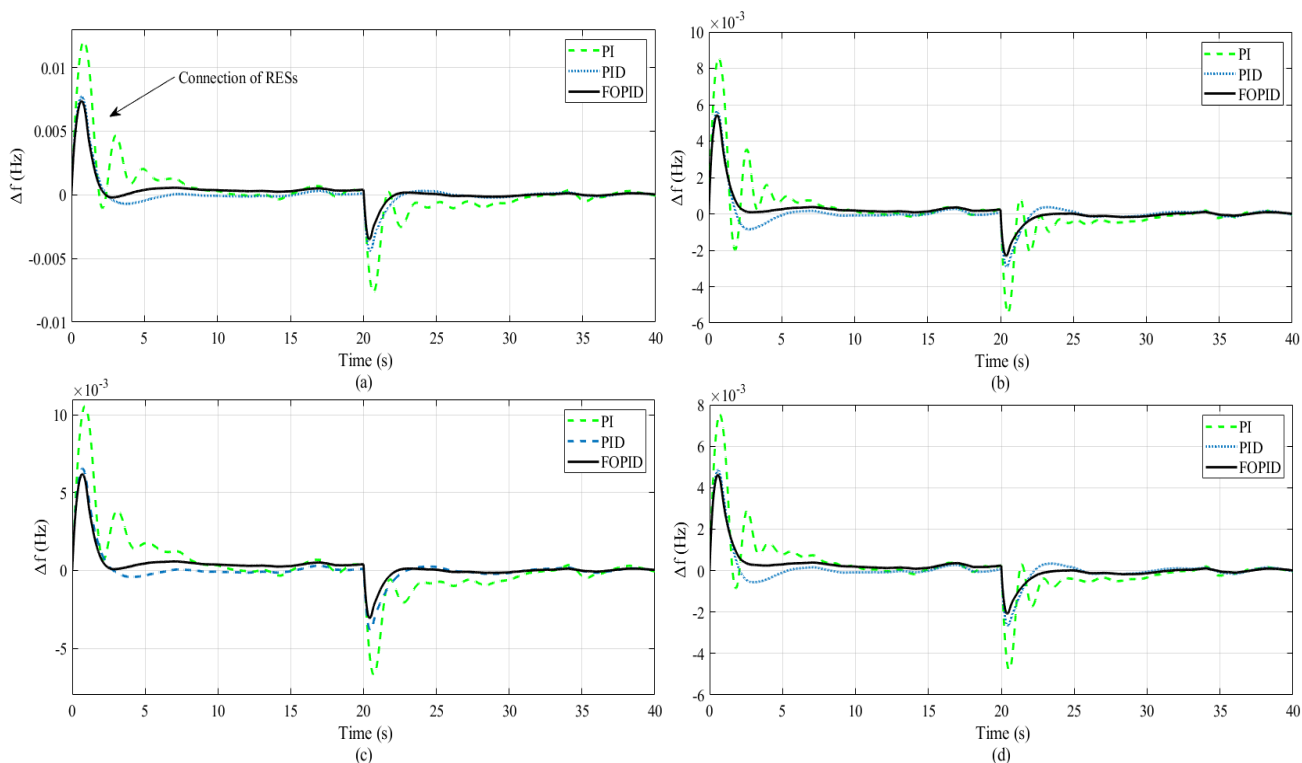 PI
PID
FOPID
Connection of RESs
0.01
0.005
0
-0.005
-0.01
Δf (Hz)
0 5 10 15 20 25 30 35 40
Time (s)
(a)
×10-3
PI
PID
FOPID
10
8
6
4
2
0
-2
-4
-6
Δf (Hz)
0 5 10 15 20 25 30 35 40
Time (s)
(b)
×10-3
PI
PID
FOPID
10
5
0
-5
Δf (Hz)
0 5 10 15 20 25 30 35 40
Time (s)
(c)
×10-3
PI
PID
FOPID
8
6
4
2
0
-2
-4
-6
Δf (Hz)
0 5 10 15 20 25 30 35 40
Time (s)
(d)